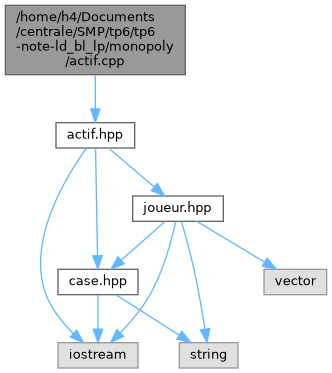 /home/h4/Documents
/centrale/SMP/tp6/tp6
-note-ld_bl_lp/monopoly
/actif.cpp
actif.hpp
joueur.hpp
case.hpp
vector
iostream
string